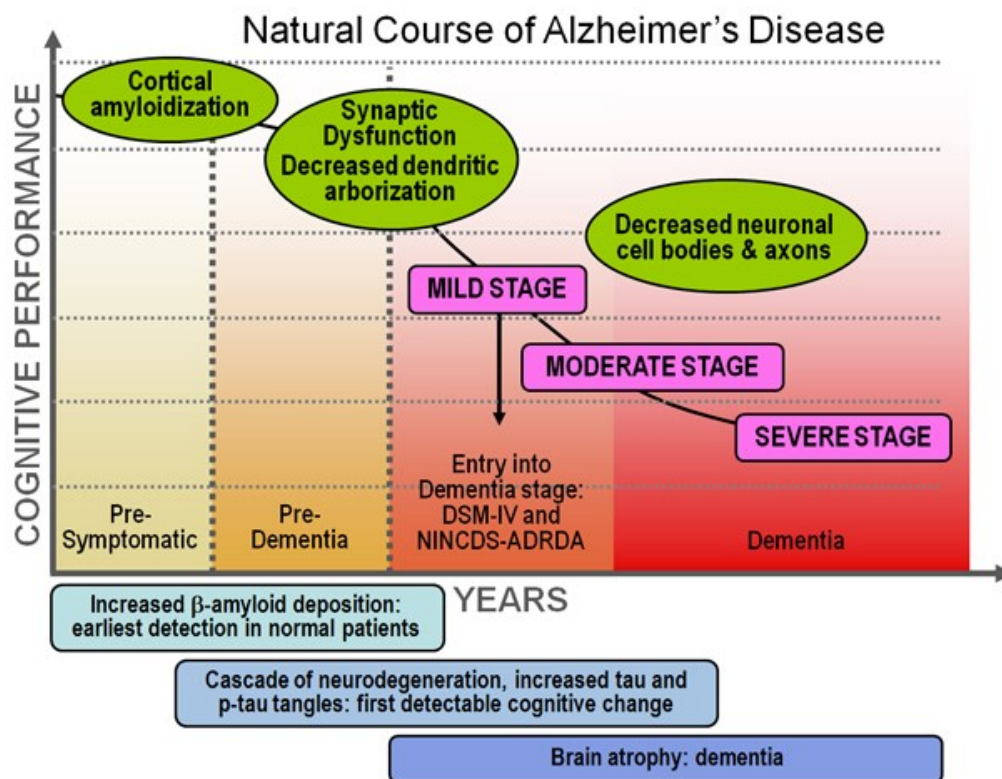 Natural Course of Alzheimer's Disease
COGNITIVE PERFORMANCE
Cortical
amyloidization
Synaptic
Dysfunction
Decreased dendritic
arborization
Decreased neuronal
cell bodies & axons
MILD STAGE
MODERATE STAGE
SEVERE STAGE
Pre-
Symptomatic
Pre-
Dementia
Entry into
Dementia stage:
DSM-IV and
NINCDS-ADRDA
Dementia
YEARS
Increased β-amyloid deposition:
earliest detection in normal patients
Cascade of neurodegeneration, increased tau and
p-tau tangles: first detectable cognitive change
Brain atrophy: dementia